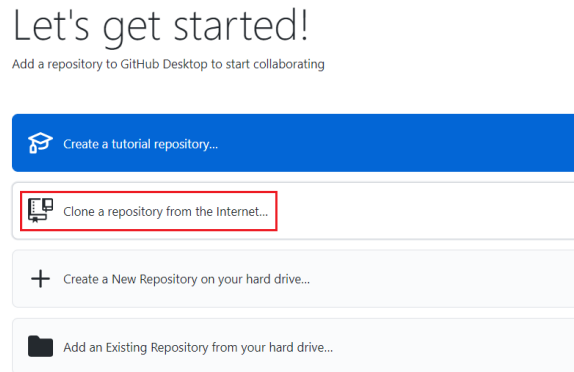 Let's get started!
Add a repository to GitHub Desktop to start collaborating
Create a tutorial repository...
Clone a repository from the Internet...
Create a New Repository on your hard drive...
Add an Existing Repository from your hard drive...